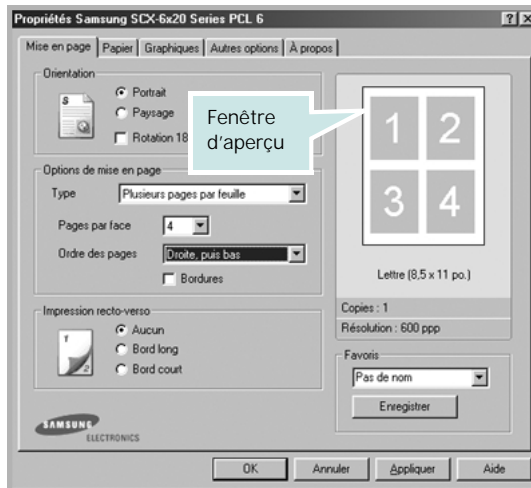 Propriétés Samsung SCX-6x20 Series PCL 6
Mise en page Papier Graphiques Autres options À propos
Orientation
S
Portrait
Paysage
Rotation 18
Fenêtre
d'aperçu
Options de mise en page
Type Plusieurs pages par feuille
Pages par face 4
Ordre des pages Droite, puis bas
Bordures
Impression recto-verso
1
2
Aucun
Bord long
Bord court
SAMSUNG
ELECTRONICS
1 2
3 4
Lettre (8,5 x 11 po.)
Copies : 1
Résolution : 600 ppp
Favoris
Pas de nom
Enregistrer
OK Annuler Appliquer Aide